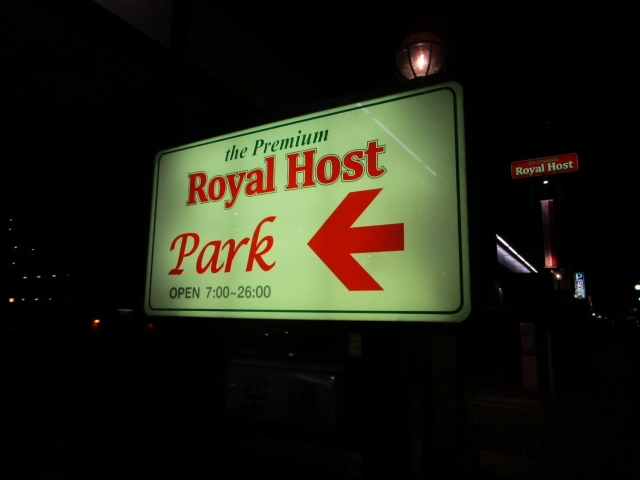 the Premium
Royal Host
Park
OPEN 7:00~26:00
Royal Host